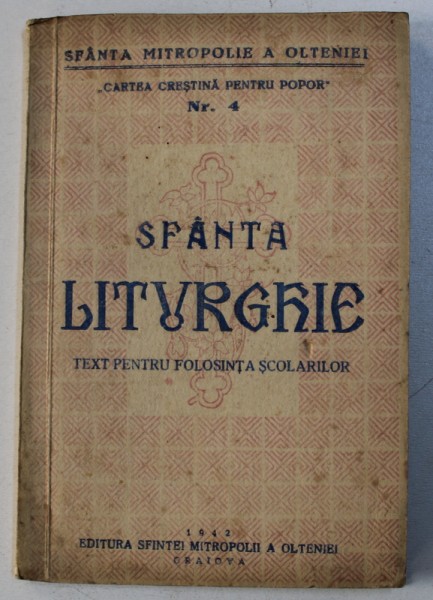 SFÂNTA MITROPOLIE A OLTENIEI
„CARTEA CREȘTINĂ PENTRU POPOR"
Nr. 4
SFÂNTA
LITURGHIE
TEXT PENTRU FOLOSINȚA ȘCOLARILOR
1942
EDITURA SFINTEI MITROPOLII A OLTENIEI
CRAIOVA